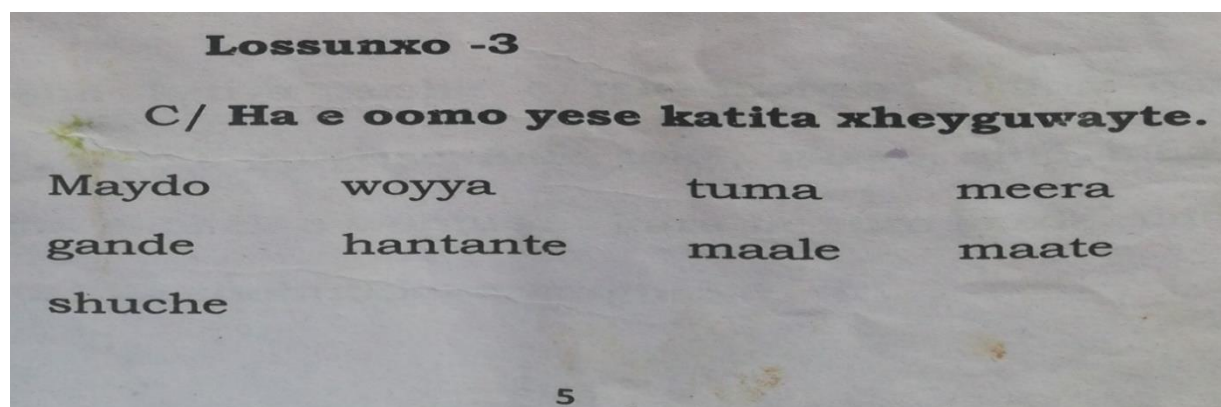 Lossunxo -3
C/ Ha e oomo yese katita xheyguwayte.
Maydo woyya tuma meera
gande hantante maale maate
shuche
5